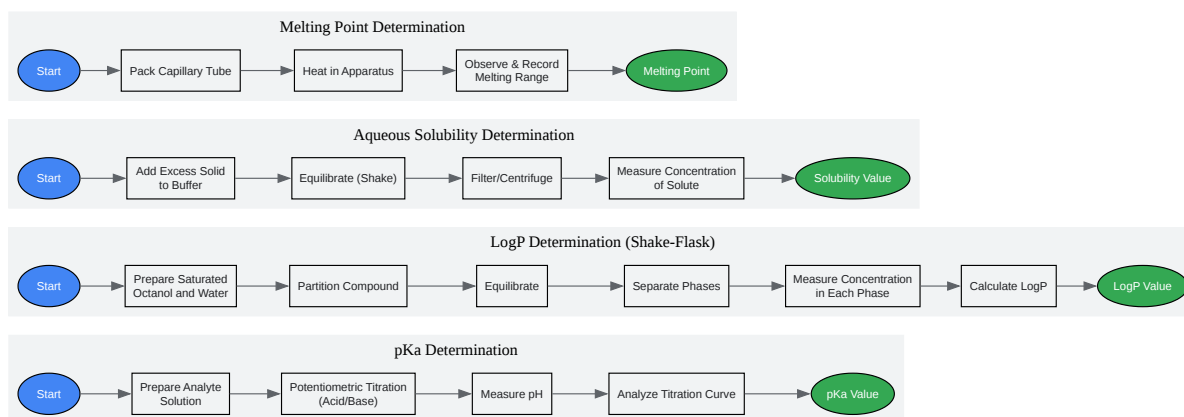 Melting Point Determination
Start
Pack Capillary Tube
Heat in Apparatus
Observe & Record
Melting Range
Melting Point
Aqueous Solubility Determination
Start
Add Excess Solid
to Buffer
Equilibrate (Shake)
Filter/Centrifuge
Measure Concentration
of Solute
Solubility Value
LogP Determination (Shake-Flask)
Start
Prepare Saturated
Octanol and Water
Partition Compound
Equilibrate
Separate Phases
Measure Concentration
in Each Phase
Calculate LogP
LogP Value
pKa Determination
Start
Prepare Analyte
Solution
Potentiometric Titration
(Acid/Base)
Measure pH
Analyze Titration Curve
pKa Value